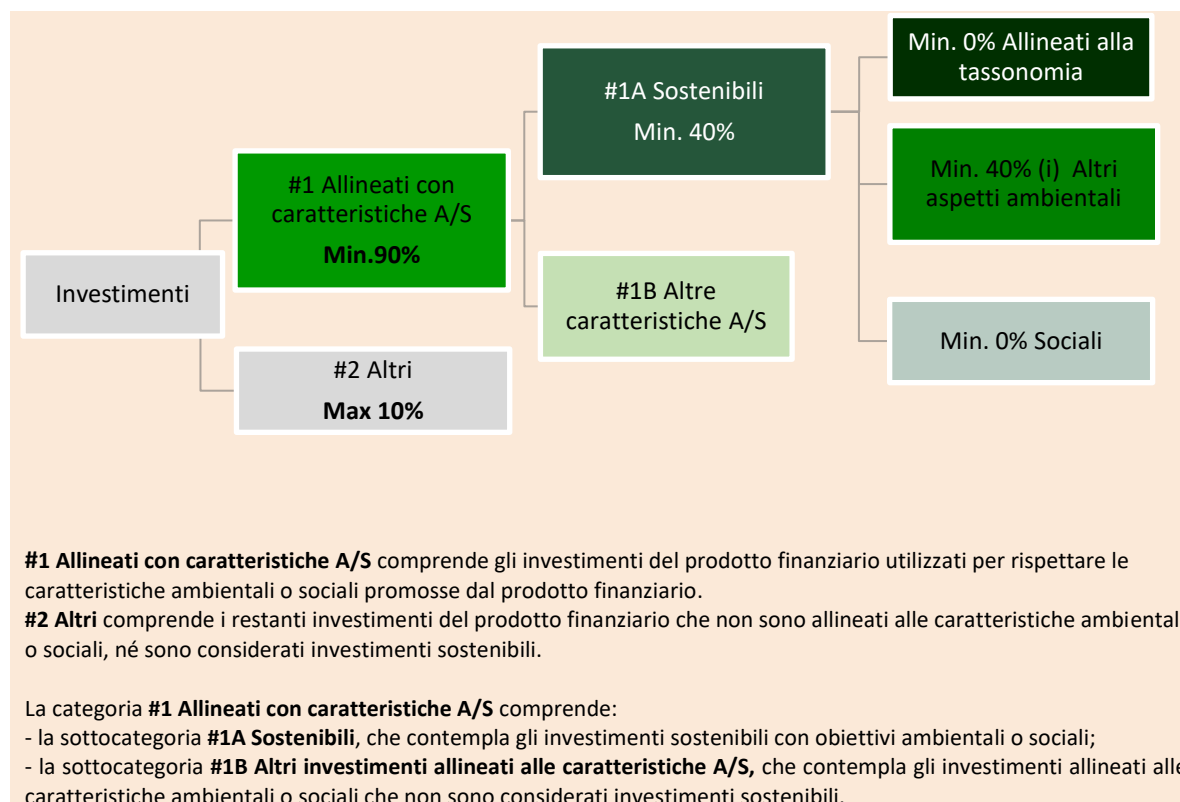 Investimenti
#1 Allineati con
caratteristiche A/S
Min.90%
#2 Altri
Max 10%
#1A Sostenibili
Min. 40%
#1B Altre
caratteristiche A/S
Min. 0% Allineati alla
tassonomia
Min. 40% (i) Altri
aspetti ambientali
Min. 0% Sociali
#1 Allineati con caratteristiche A/S comprende gli investimenti del prodotto finanziario utilizzati per rispettare le
caratteristiche ambientali o sociali promosse dal prodotto finanziario.
#2 Altri comprende i restanti investimenti del prodotto finanziario che non sono allineati alle caratteristiche ambiental
o sociali, né sono considerati investimenti sostenibili.
La categoria #1 Allineati con caratteristiche A/S comprende:
- la sottocategoria #1A Sostenibili, che contempla gli investimenti sostenibili con obiettivi ambientali o sociali;
- la sottocategoria #1B Altri investimenti allineati alle caratteristiche A/S, che contempla gli investimenti allineati alle
caratteristiche ambientali o sociali che non sono considerati investimenti sostenibili.